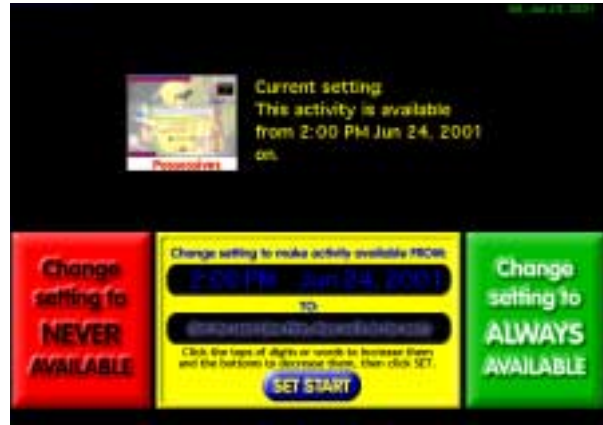 Current setting:
This activity is available
from 2:00 PM Jun 24, 2001
on.
Possessives
Change
setting to
NEVER
AVAILABLE
Change setting to make activity available FROM:
2:00 PM Jun 24, 2001
TO:
Click the tops of digits or words to increase them
and the bottoms to decrease them, then click SET.
SET START
Change
setting to
ALWAYS
AVAILABLE